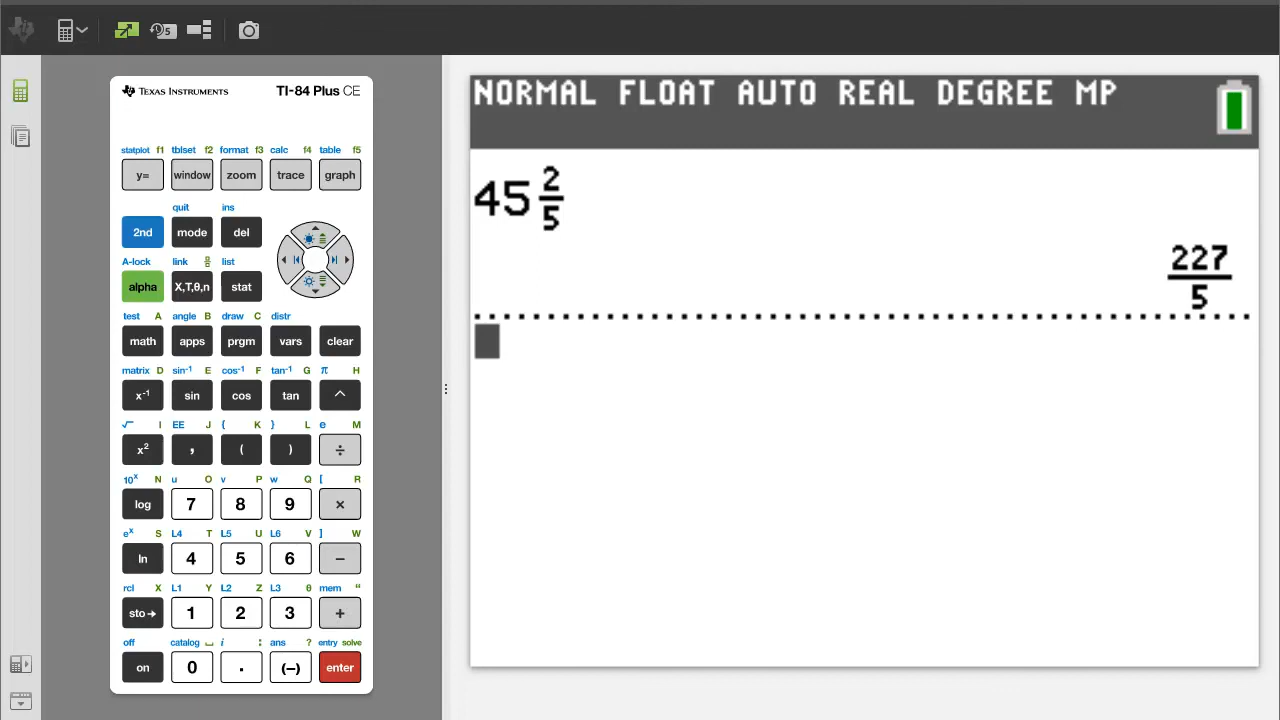 NORMAL FLOAT AUTO REAL DEGREE MP
45 2/5
227/5
TEXAS INSTRUMENTS TI-84 Plus CE
statplot f1 tblset f2 format f3 calc f4 table f5
y= window zoom trace graph
quit ins
2nd mode del
A-lock link list
alpha X,T,θ,n stat
test A angle B draw C distr
math apps prgm vars clear
matrix D sin⁻¹ E cos⁻¹ F tan⁻¹ G π H
x⁻¹ sin cos tan ^
√ I EE J { K } L e M
x² , ( ) ÷
10ˣ N u O v P w Q [ R
log 7 8 9 ×
eˣ S L4 T L5 U L6 V ] W
ln 4 5 6 −
rcl X L1 Y L2 Z L3 θ mem “
sto→ 1 2 3 +
off catalog ⎵ i : ans ? entry solve
on 0 . (−) enter